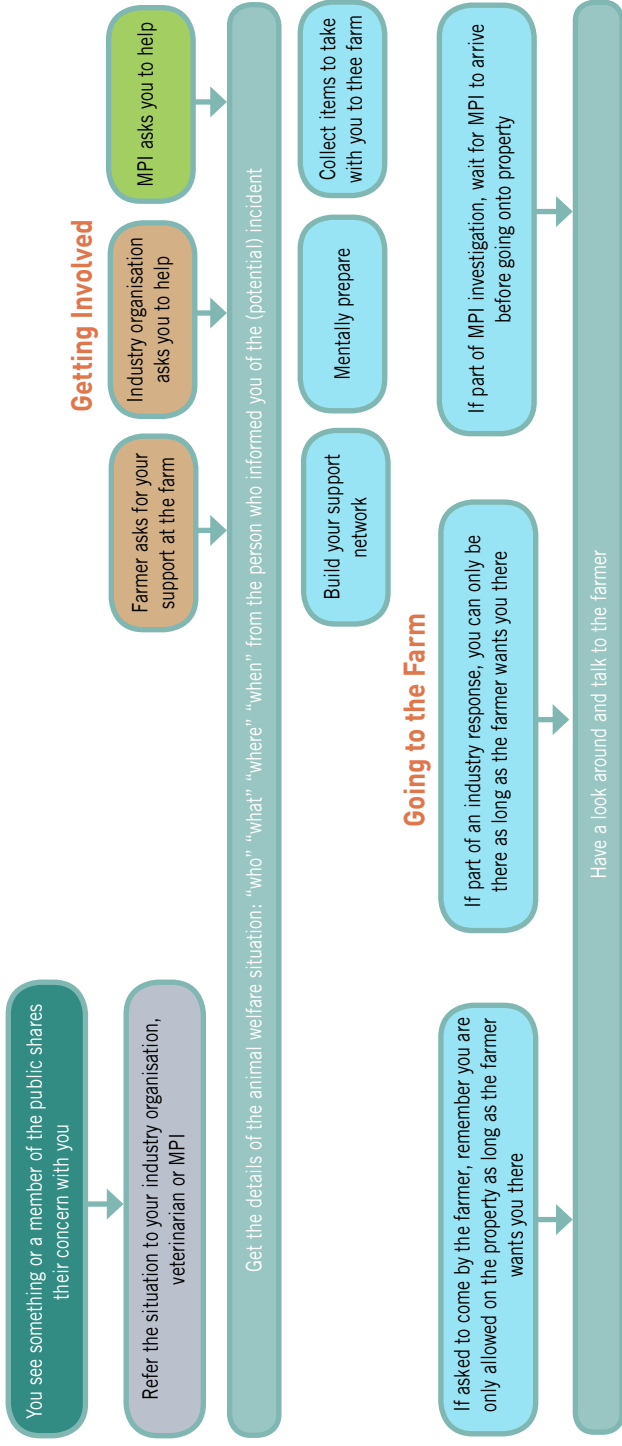 Getting Involved
You see something or a member of the public shares
their concern with you
Refer the situation to your industry organisation,
veterinarian or MPI
Farmer asks for your
support at the farm
Industry organisation
asks you to help
MPI asks you to help
Get the details of the animal welfare situation: “who” “what” “where” “when” from the person who informed you of the (potential) incident
Build your support
network
Mentally prepare
Collect items to take
with you to thee farm
Going to the Farm
If asked to come by the farmer, remember you are
only allowed on the property as long as the farmer
wants you there
If part of an industry response, you can only be
there as long as the farmer wants you there
If part of MPI investigation, wait for MPI to arrive
before going onto property
Have a look around and talk to the farmer